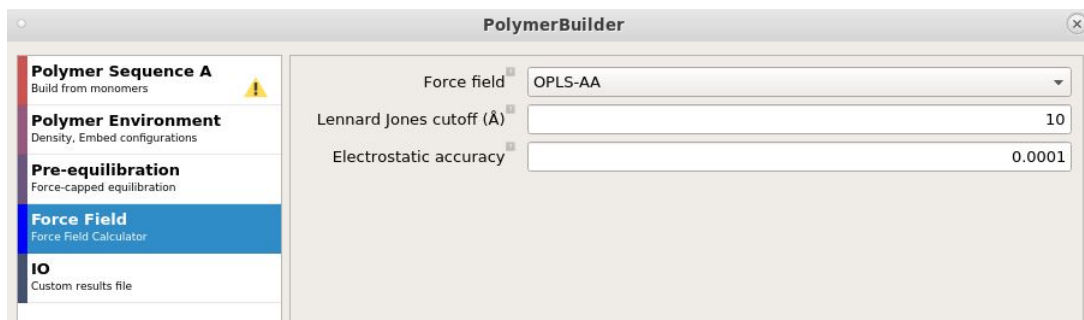 PolymerBuilder
Polymer Sequence A
Build from monomers
Polymer Environment
Density, Embed configurations
Pre-equilibration
Force-capped equilibration
Force Field
Force Field Calculator
IO
Custom results file
Force field OPLS-AA
Lennard Jones cutoff (Å) 10
Electrostatic accuracy 0.0001